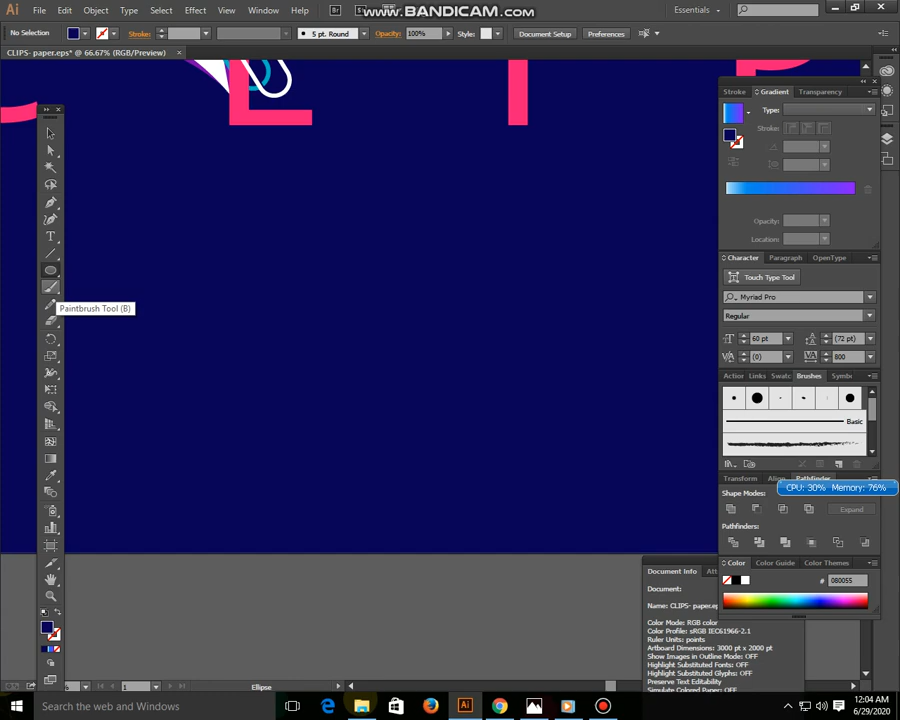 Ai File Edit Object Type Select Effect View Window Help Br St
www.BANDICAM.com
Essentials
No Selection Stroke: 5 pt. Round Opacity: 100% Style: Document Setup Preferences
CLIPS- paper.eps* @ 66.67% (RGB/Preview) ×
L I P
Stroke Gradient Transparency
Type:
Stroke:
Opacity:
Location:
Character Paragraph OpenType
Touch Type Tool
Myriad Pro
Regular
60 pt (72 pt)
(0) 800
Paintbrush Tool (B)
Action Links Swatc Brushes Symbc
Basic
Transform Align Pathfinder
CPU: 30% Memory: 76%
Shape Modes:
Expand
Pathfinders:
Color Color Guide Color Themes
# 080055
Document Info Att
Document:
Name: CLIPS- paper.eps
Color Mode: RGB color
Color Profile: sRGB IEC61966-2.1
Ruler Units: points
Artboard Dimensions: 3000 pt x 2000 pt
Show Images in Outline Mode: OFF
Highlight Substituted Fonts: OFF
Highlight Substituted Glyphs: OFF
Preserve Text Editability
Simulate Colored Paper: OFF
1 Ellipse
Search the web and Windows
12:04 AM
6/29/2020